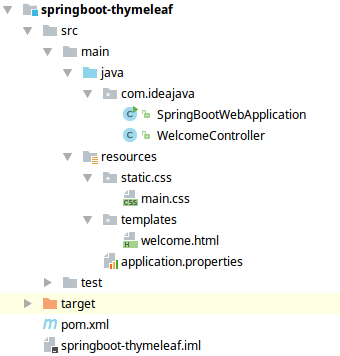 springboot-thymeleaf
src
main
java
com.ideajava
SpringBootWebApplication
WelcomeController
resources
static.css
main.css
templates
welcome.html
application.properties
test
target
pom.xml
springboot-thymeleaf.iml